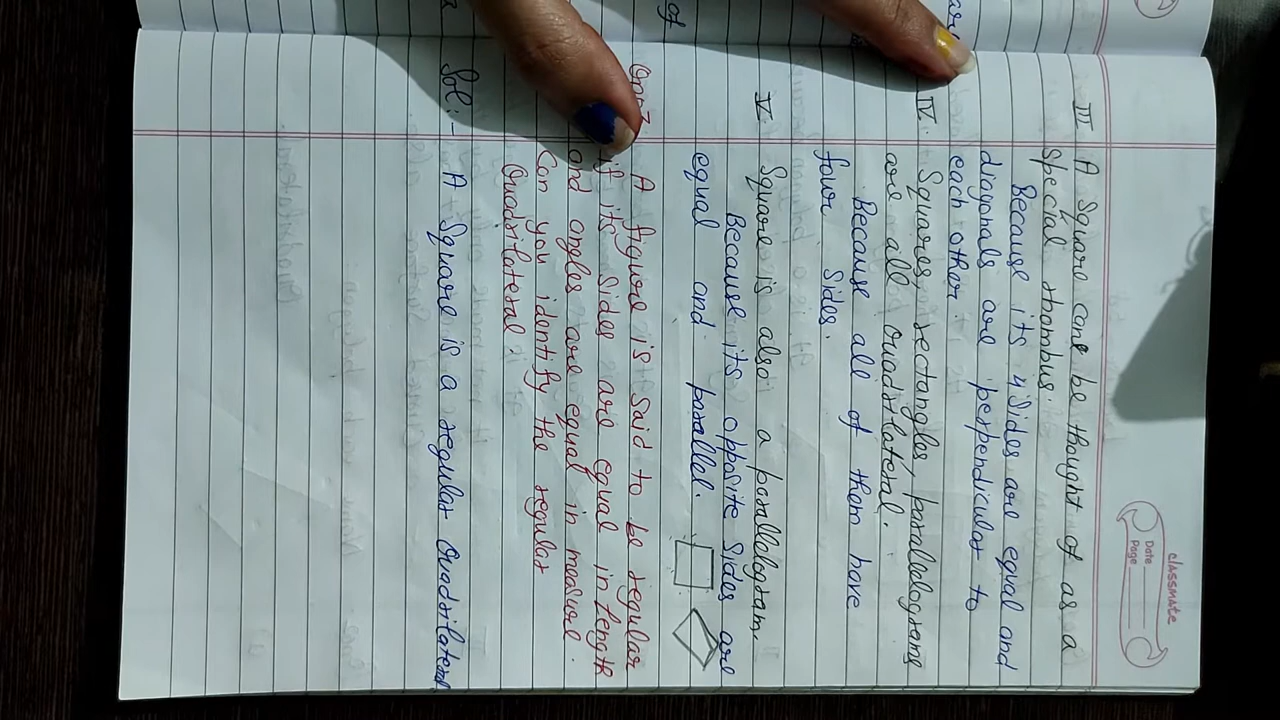 classmate
Date
Page
III A Square cane be thought of as a
special rhombus.
Because its 4 sides are equal and
diagonals are perpendicular to
each other.
IV. Squares, rectangles, parallelograms
are all Quadrilateral.
Because all of them have
four Sides.
V. Square is also a parallelogram.
Because its opposite sides are
equal and parallel.
A figure is said to be regular
if its sides are equal in length
and angles are equal in measure.
Can you identify the regular
Quadrilateral.
Sol:- A Square is a regular Quadrilateral
of